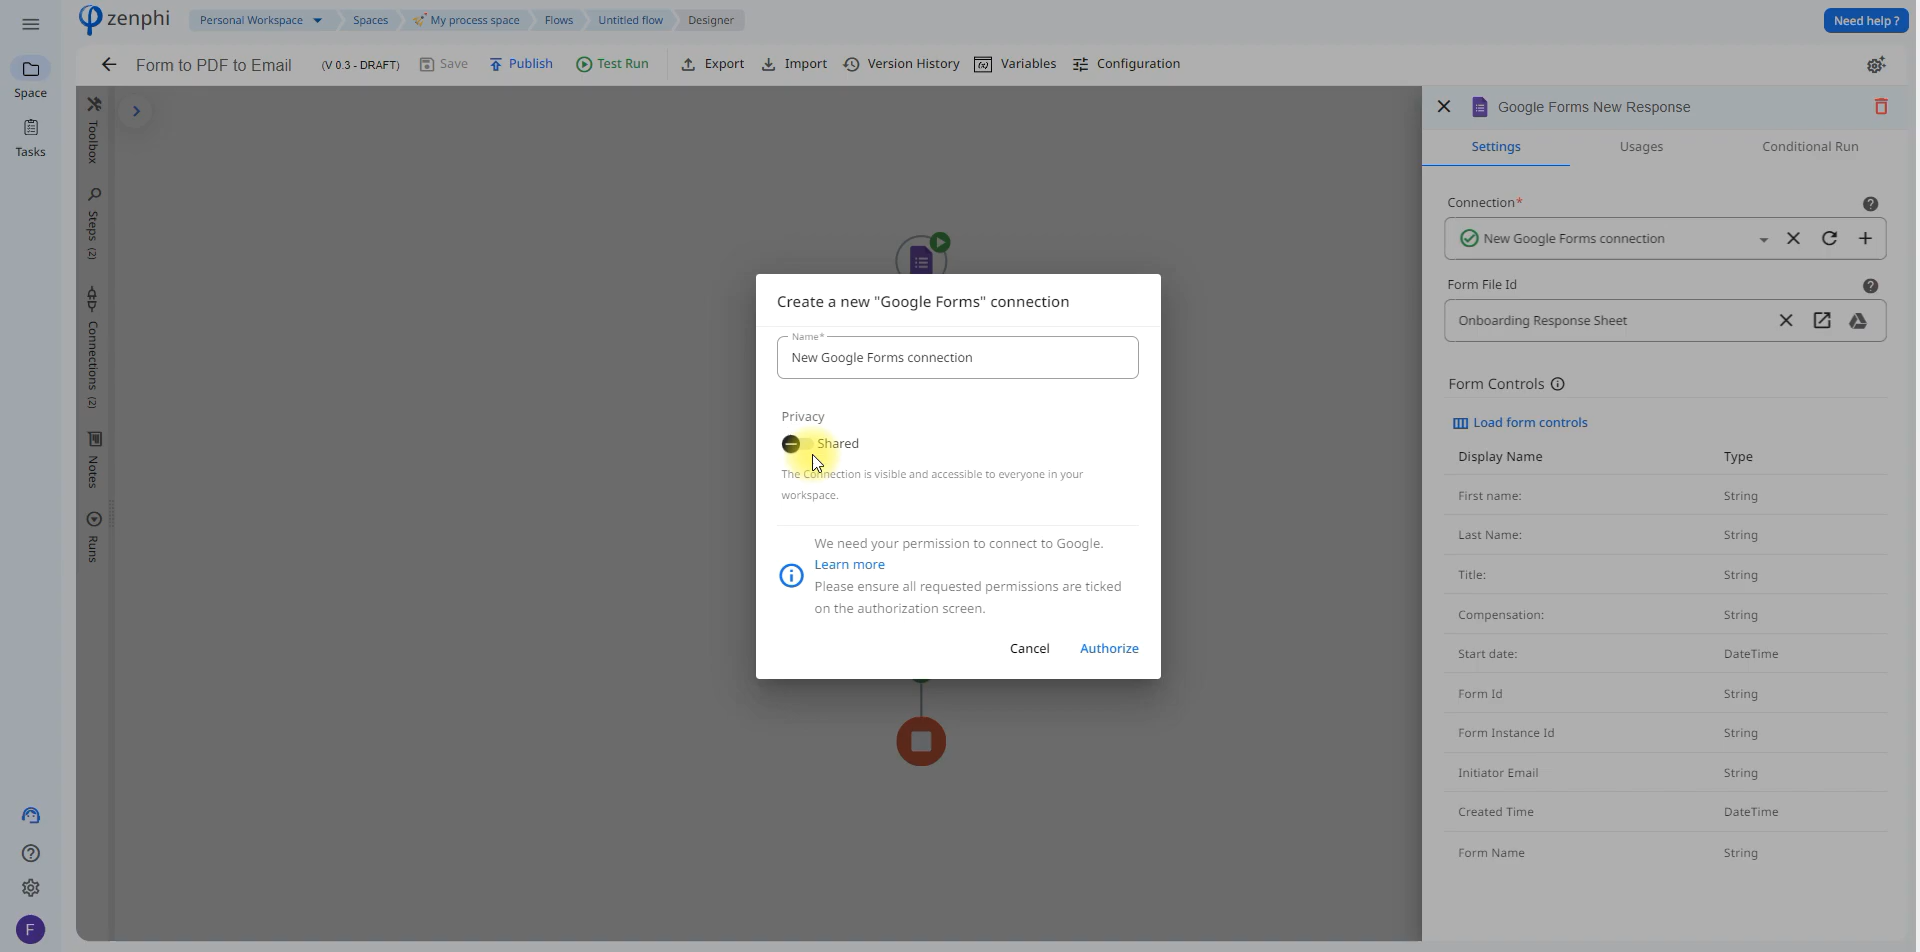 zenphi
Personal Workspace
Spaces
My process space
Flows
Untitled flow
Designer
Need help ?
Form to PDF to Email
(V 0.3 - DRAFT)
Save
Publish
Test Run
Export
Import
Version History
Variables
Configuration
Space
Tasks
Toolbox
Steps (2)
Connections (2)
Notes
Runs
F
Create a new "Google Forms" connection
Name*
New Google Forms connection
Privacy
Shared
The Connection is visible and accessible to everyone in your
workspace.
We need your permission to connect to Google.
Learn more
Please ensure all requested permissions are ticked
on the authorization screen.
Cancel
Authorize
Google Forms New Response
Settings
Usages
Conditional Run
Connection*
New Google Forms connection
Form File Id
Onboarding Response Sheet
Form Controls
Load form controls
Display Name Type
First name: String
Last Name: String
Title: String
Compensation: String
Start date: DateTime
Form Id String
Form Instance Id String
Initiator Email String
Created Time DateTime
Form Name String